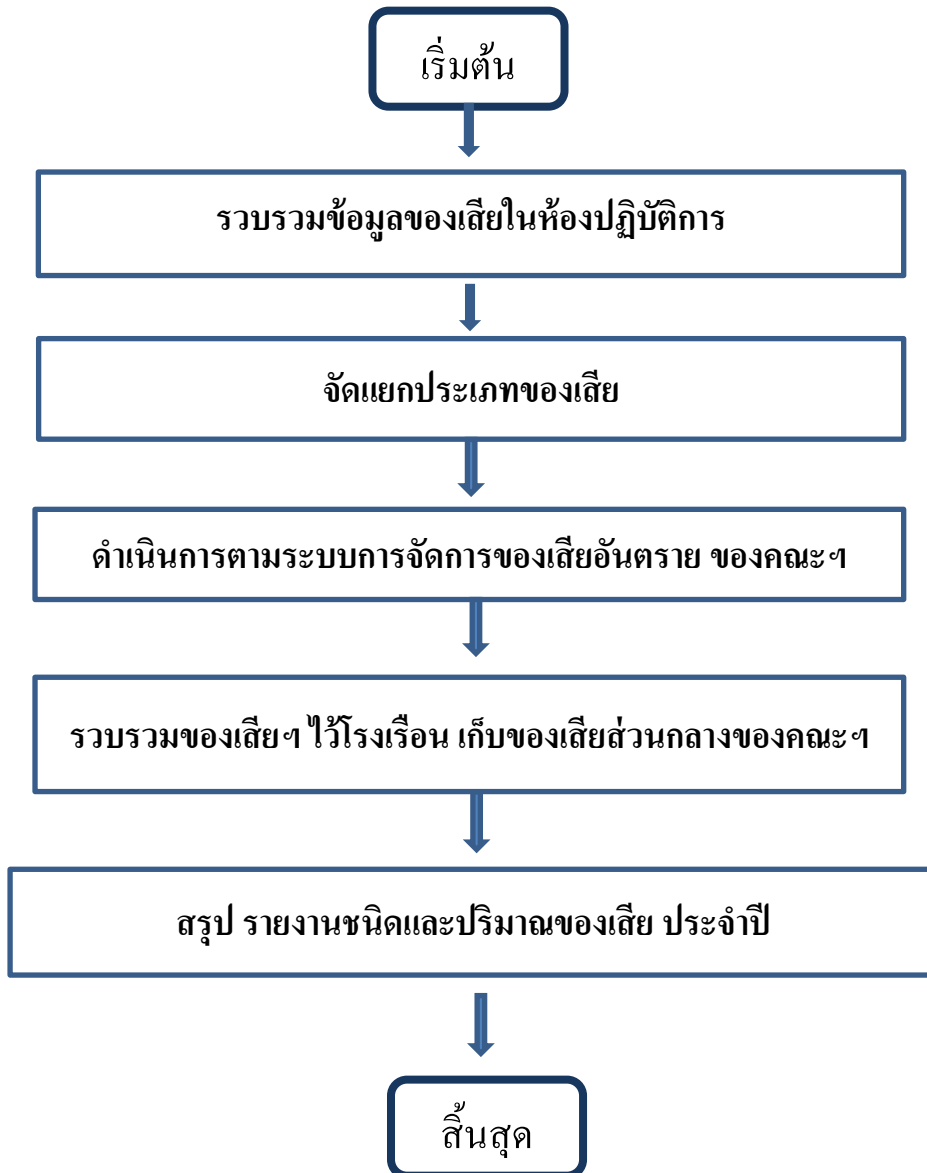 เริ่มต้น
รวบรวมข้อมูลของเสียในห้องปฏิบัติการ
จัดแยกประเภทของเสีย
ดำเนินการตามระบบการจัดการของเสียอันตราย ของคณะฯ
รวบรวมของเสียฯ ไว้โรงเรือน เก็บของเสียส่วนกลางของคณะฯ
สรุป รายงานชนิดและปริมาณของเสีย ประจำปี
สิ้นสุด